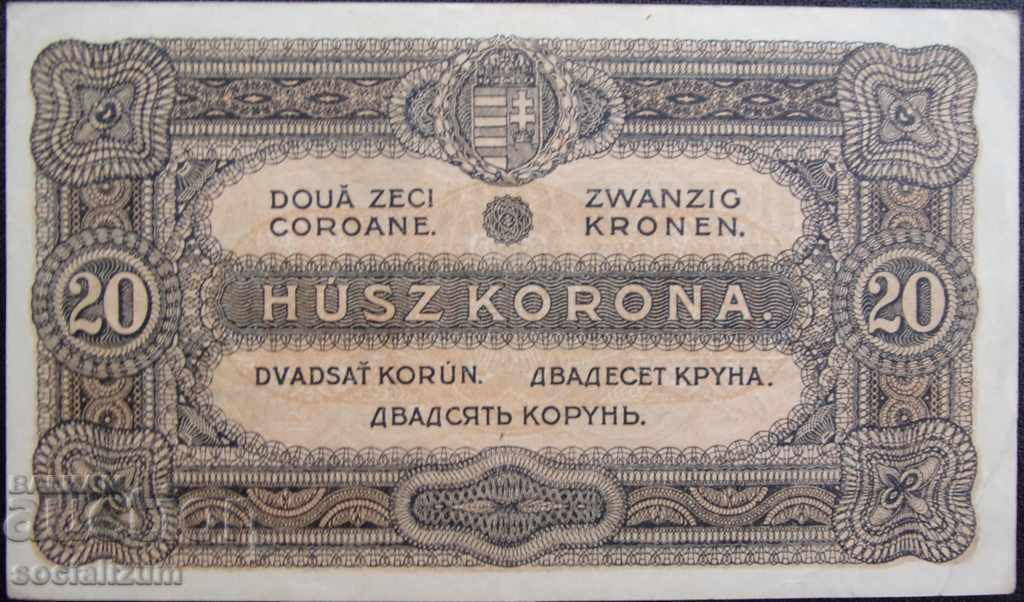 DOUĂ ZECI
COROANE.
ZWANZIG
KRONEN.
20 HÚSZ KORONA. 20
DVADSAŤ KORÚN. ДВАДЕСЕТ КРУНА.
ДВАДСЯТЬ КОРУНЬ.
socializum